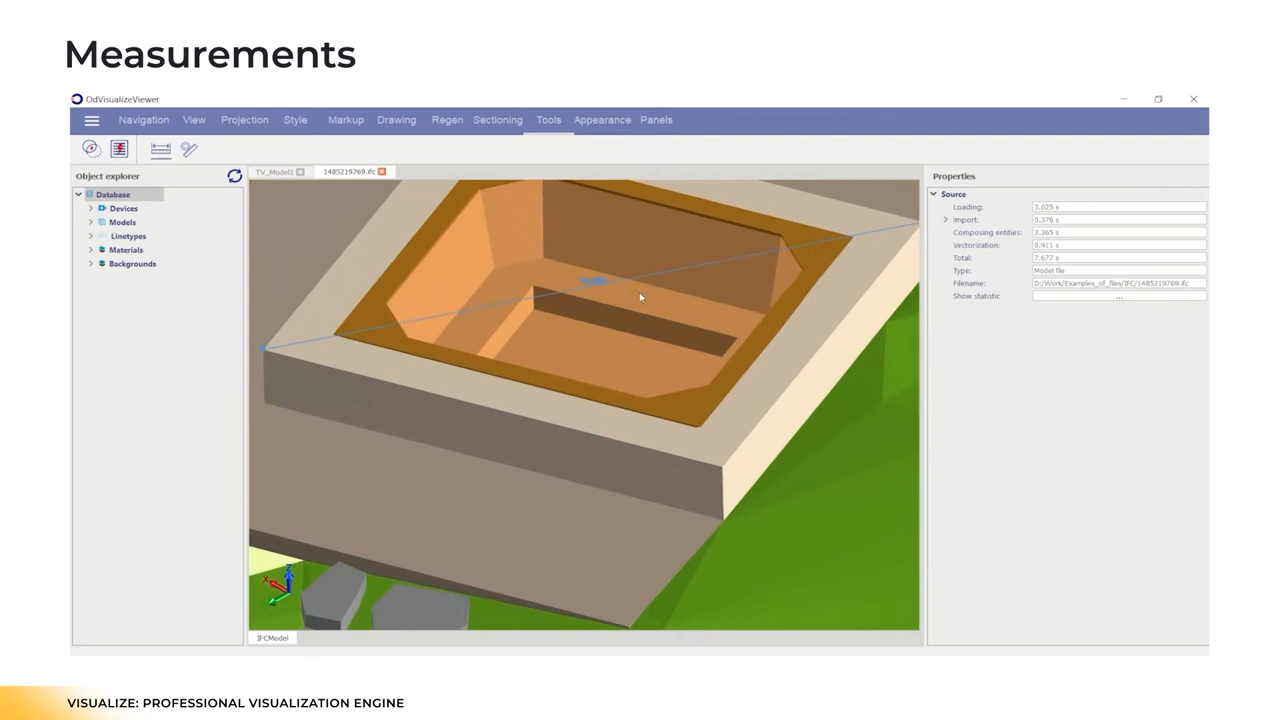 Measurements
OdVisualizeViewer
Navigation View Projection Style Markup Drawing Regen Sectioning Tools Appearance Panels
Object explorer
Database
Devices
Models
Linetypes
Materials
Backgrounds
TV_Model1 1485219769.ifc
IFCModel
Properties
Source
Loading: 3.025 s
Import: 0.376 s
Composing entities: 3.365 s
Vectorization: 0.911 s
Total: 7.677 s
Type: Model file
Filename: D:/Work/Examples_of_files/IFC/1485219769.ifc
Show statistic ...
X
Z
VISUALIZE: PROFESSIONAL VISUALIZATION ENGINE